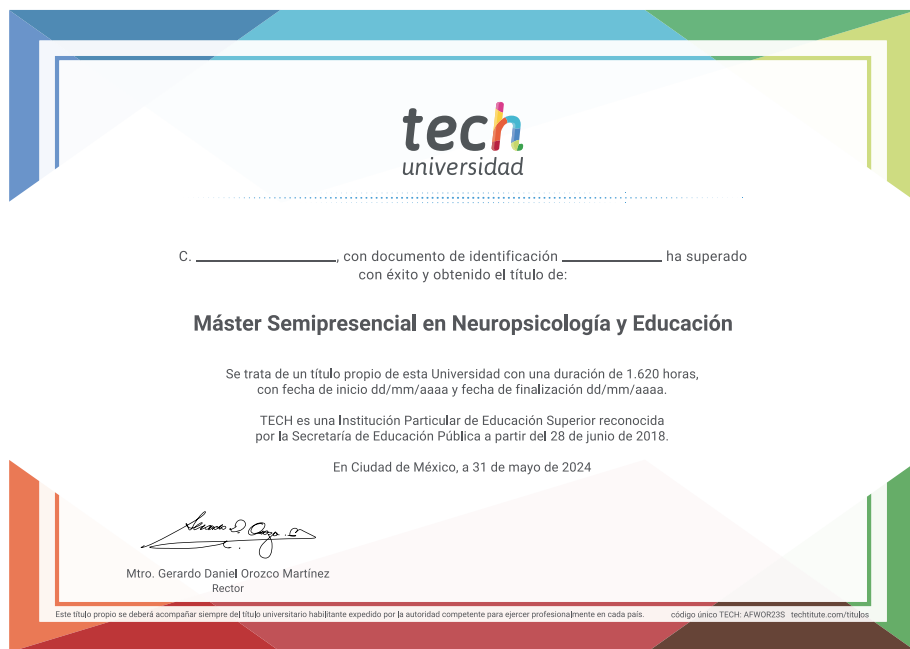 tech
universidad
C. ________________, con documento de identificación ____________ ha superado
con éxito y obtenido el título de:
Máster Semipresencial en Neuropsicología y Educación
Se trata de un título propio de esta Universidad con una duración de 1.620 horas,
con fecha de inicio dd/mm/aaaa y fecha de finalización dd/mm/aaaa.
TECH es una Institución Particular de Educación Superior reconocida
por la Secretaría de Educación Pública a partir del 28 de junio de 2018.
En Ciudad de México, a 31 de mayo de 2024
Mtro. Gerardo Daniel Orozco Martínez
Rector
Este título propio se deberá acompañar siempre del título universitario habilitante expedido por la autoridad competente para ejercer profesionalmente en cada país. código único TECH: AFWOR23S techtitute.com/titulos